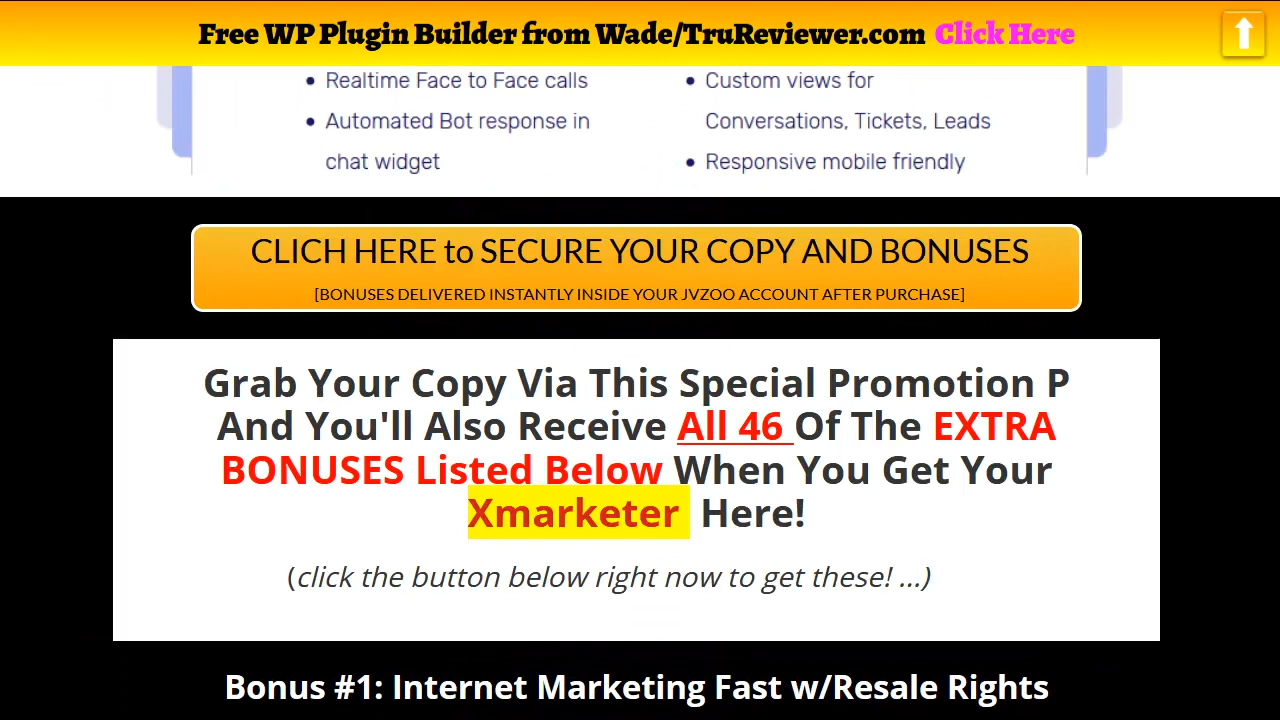 Free WP Plugin Builder from Wade/TruReviewer.com Click Here
Realtime Face to Face calls
Automated Bot response in
chat widget
Custom views for
Conversations, Tickets, Leads
Responsive mobile friendly
CLICH HERE to SECURE YOUR COPY AND BONUSES
[BONUSES DELIVERED INSTANTLY INSIDE YOUR JVZOO ACCOUNT AFTER PURCHASE]
Grab Your Copy Via This Special Promotion P
And You'll Also Receive All 46 Of The EXTRA
BONUSES Listed Below When You Get Your
Xmarketer Here!
(click the button below right now to get these! ...)
Bonus #1: Internet Marketing Fast w/Resale Rights